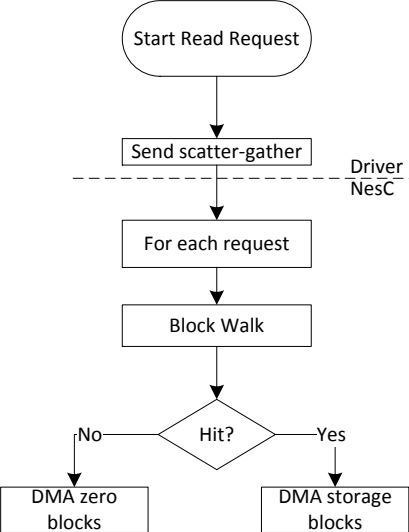 Start Read Request
Send scatter-gather
Driver
NesC
For each request
Block Walk
Hit?
No
Yes
DMA zero
blocks
DMA storage
blocks